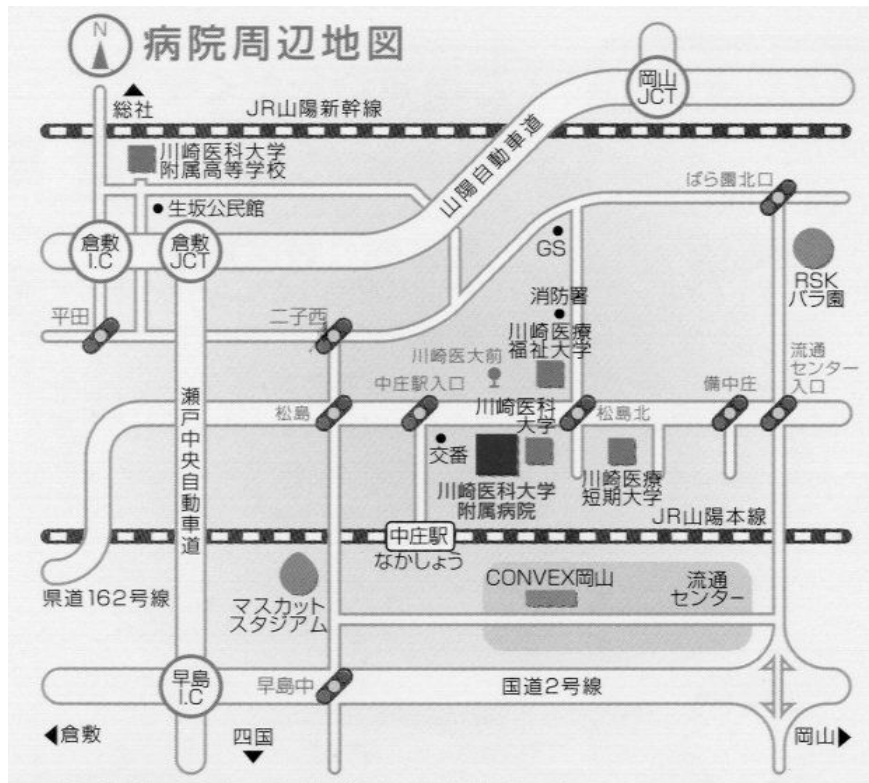 N
病院周辺地図
岡山
JCT
総社
JR山陽新幹線
川崎医科大学
附属高等学校
山陽自動車道
ばら園北口
生坂公民館
倉敷
I.C
倉敷
JCT
GS
RSK
バラ園
消防署
平田
二子西
川崎医療
福祉大学
川崎医大前
流通
センター
入口
中庄駅入口
備中庄
瀬戸中央自動車道
松島
川崎医科
大学
松島北
交番
川崎医科大学
附属病院
川崎医療
短期大学
JR山陽本線
中庄駅
なかしょう
県道162号線
マスカット
スタジアム
CONVEX岡山
流通
センター
早島
I.C
早島中
国道2号線
倉敷
四国
岡山